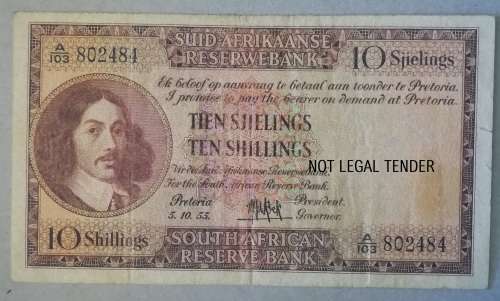 SUID-AFRIKAANSE
RESERWEBANK
A/103 802484
10 Sjielings
Ek beloof op aanvrag te betaal aan toonder te Pretoria.
I promise to pay the bearer on demand at Pretoria.
TIEN SJIELINGS
TEN SHILLINGS
NOT LEGAL TENDER
Vir die Suid-Afrikaanse Reserwebank.
For the South African Reserve Bank.
Pretoria
President.
5.10.55.
Governor.
10 Shillings
SOUTH AFRICAN
RESERVE BANK
A/103 802484